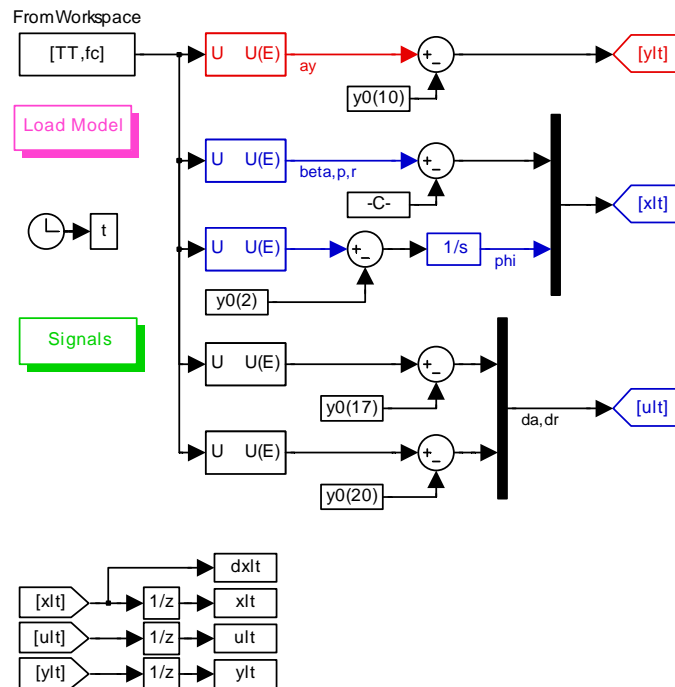 FromWorkspace
[TT,fc]
U U(E)
ay
+
−
y0(10)
[ylt]
Load Model
U U(E)
beta,p,r
+
−
-C-
[xlt]
t
U U(E)
+
−
1/s
phi
y0(2)
Signals
U U(E)
+
−
y0(17)
da,dr
[ult]
U U(E)
+
−
y0(20)
dxlt
[xlt] 1/z xlt
[ult] 1/z ult
[ylt] 1/z ylt